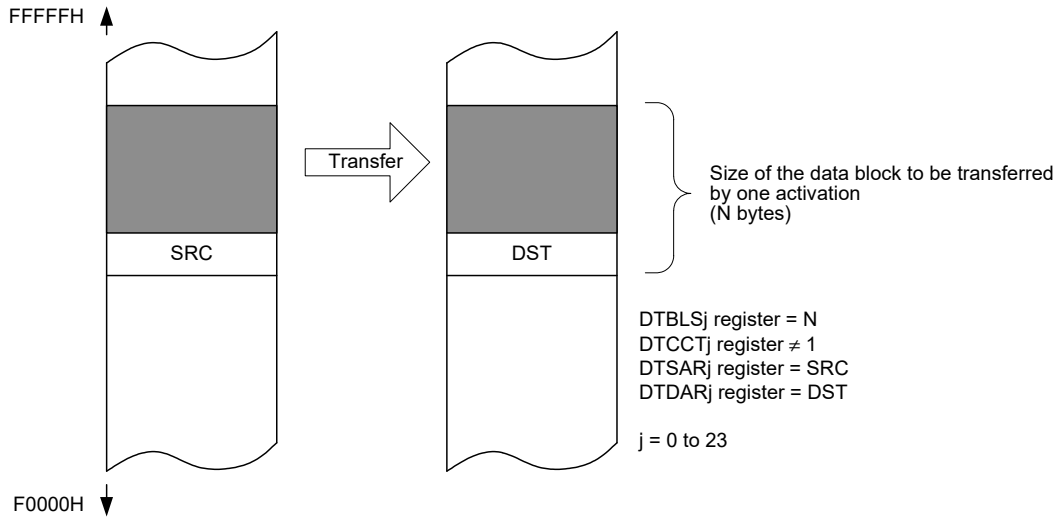 FFFFFH
Transfer
Size of the data block to be transferred
by one activation
(N bytes)
SRC
DST
DTBLSj register = N
DTCCTj register ≠ 1
DTSARj register = SRC
DTDARj register = DST
j = 0 to 23
F0000H